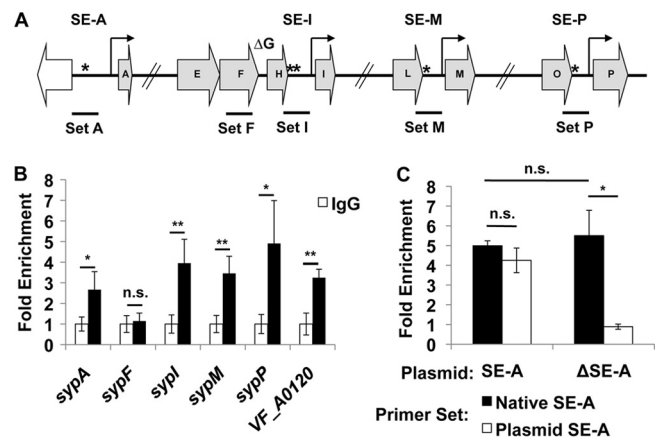 A
SE-A SE-I SE-M SE-P
ΔG
* ** * *
A E F H I L M O P
Set A Set F Set I Set M Set P
B
Fold Enrichment
8
7
6
5
4
3
2
1
0
IgG
* n.s. ** ** * **
sypA sypF sypI sypM sypP VF_A0120
C
Fold Enrichment
8
7
6
5
4
3
2
1
0
n.s.
n.s. *
Plasmid: SE-A ΔSE-A
Primer Set: Native SE-A
Plasmid SE-A